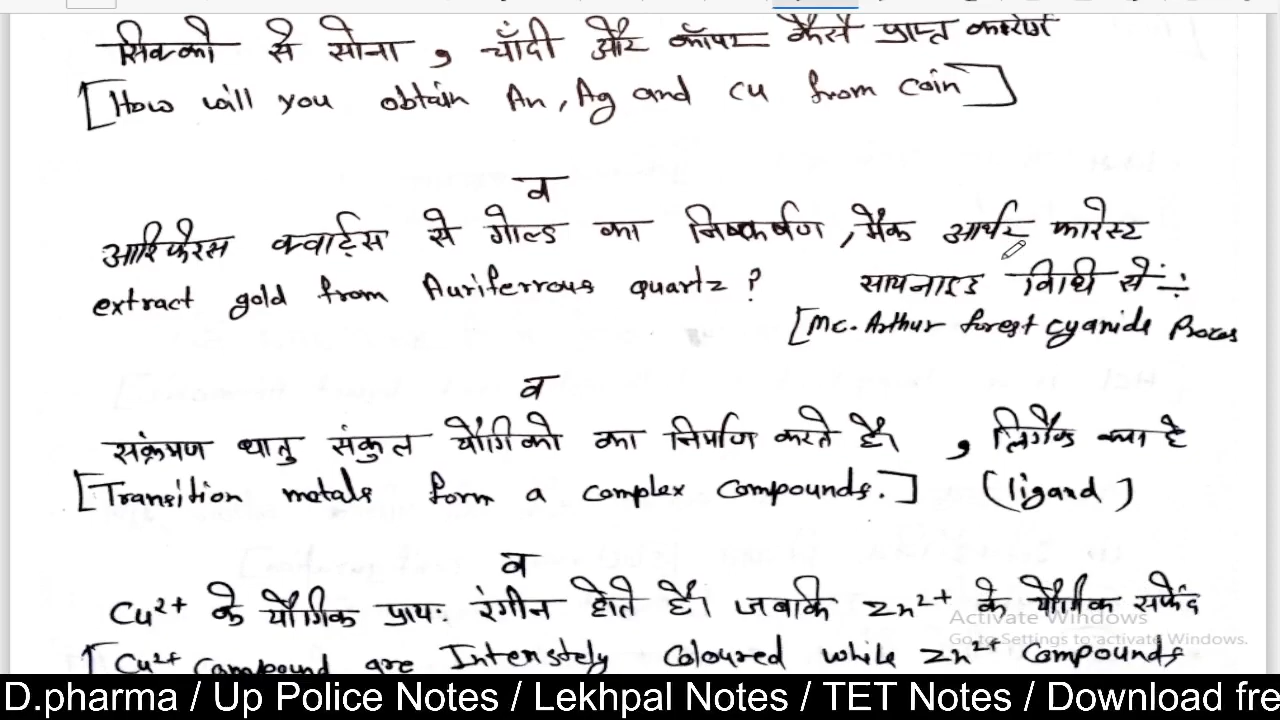 सिक्को से सोना , चाँदी और कॉपर कैसे प्राप्त करोगे
[How will you obtain An, Ag and Cu from Coin]
व
आरिफेरस क्वार्ट्स से गोल्ड का निष्कर्षण , मैक आर्थर फारेस्ट
extract gold from Auriferrous quartz ? सायनाइड विधि से ÷
[Mc. Arthur forest cyanide Proces
व
संक्रमण धातु संकुल यौगिको का निर्माण करते है। , लिगेंड क्या है
[Transition metals form a complex compounds.] (ligand)
व
Cu²⁺ के यौगिक प्रायः रंगीन होते है। जबकि Zn²⁺ के यौगिक सफेद
Activate Windows
Go to Settings to activate Windows.
[Cu²⁺ Compound are Intenstely Coloured while Zn²⁺ Compounds
D.pharma / Up Police Notes / Lekhpal Notes / TET Notes / Download fre